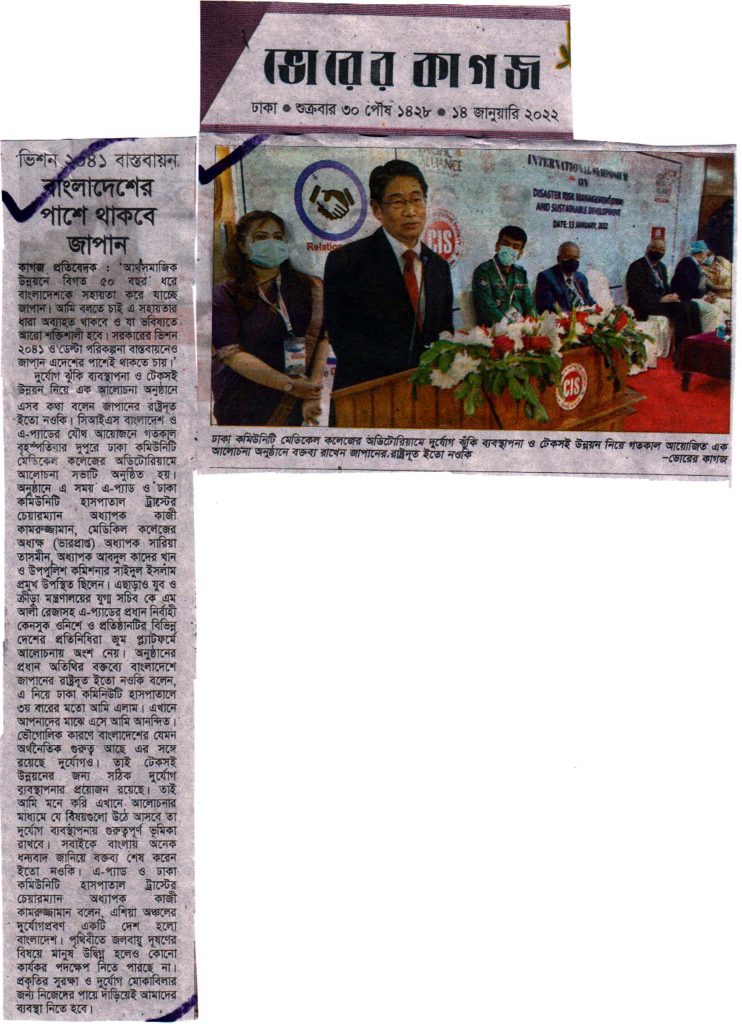 ভোরের কাগজ
ঢাকা ● শুক্রবার ৩০ পৌষ ১৪২৮ ● ১৪ জানুয়ারি ২০২২
ভিশন ২০৪১ বাস্তবায়ন
বাংলাদেশের
পাশে থাকবে
জাপান
কাগজ প্রতিবেদক : ‘আর্থসমাজিক
উন্নয়নে বিগত ৫০ বছর ধরে
বাংলাদেশকে সহায়তা করে যাচ্ছে
জাপান। আমি বলতে চাই এ সহায়তার
ধারা অব্যাহত থাকবে ও যা ভবিষ্যতে
আরো শক্তিশালী হবে। সরকারের ভিশন
২০৪১ ও ডেল্টা পরিকল্পনা বাস্তবায়নেও
জাপান এদেশের পাশেই থাকতে চায়।’
দুর্যোগ ঝুঁকি ব্যবস্থাপনা ও টেকসই
উন্নয়ন নিয়ে এক আলোচনা অনুষ্ঠানে
এসব কথা বলেন জাপানের রাষ্ট্রদূত
ইতো নওকি। সিআইএস বাংলাদেশ ও
এ-প্যাডের যৌথ আয়োজনে গতকাল
বৃহস্পতিবার দুপুরে ঢাকা কমিউনিটি
মেডিকেল কলেজের অডিটোরিয়ামে
আলোচনা সভাটি অনুষ্ঠিত হয়।
অনুষ্ঠানে এ সময় এ-প্যাড ও ঢাকা
কমিউনিটি হাসপাতাল ট্রাস্টের
চেয়ারম্যান অধ্যাপক কাজী
কামরুজ্জামান, মেডিকিল কলেজের
অধ্যক্ষ (ভারপ্রাপ্ত) অধ্যাপক সারিয়া
তাসমীন, অধ্যাপক আবদুল কাদের খান
ও উপপুলিশ কমিশনার সাইদুল ইসলাম
প্রমুখ উপস্থিত ছিলেন। এছাড়াও যুব ও
ক্রীড়া মন্ত্রণালয়ের যুগ্ম সচিব কে এম
আলী রেজাসহ এ-প্যাডের প্রধান নির্বাহী
কেনসুক ওনিশে ও প্রতিষ্ঠানটির বিভিন্ন
দেশের প্রতিনিধিরা জুম প্ল্যাটফর্মে
আলোচনায় অংশ নেয়। অনুষ্ঠানের
প্রধান অতিথির বক্তব্যে বাংলাদেশে
জাপানের রাষ্ট্রদূত ইতো নওকি বলেন,
এ নিয়ে ঢাকা কমিনিউটি হাসপাতালে
৩য় বারের মতো আমি এলাম। এখানে
আপনাদের মাঝে এসে আমি আনন্দিত।
ভৌগোলিক কারণে বাংলাদেশের যেমন
অর্থনৈতিক গুরুত্ব আছে এর সঙ্গে
রয়েছে দুর্যোগও। তাই টেকসই
উন্নয়নের জন্য সঠিক দুর্যোগ
ব্যবস্থাপনার প্রয়োজন রয়েছে। তাই
আমি মনে করি এখানে আলোচনার
মাধ্যমে যে বিষয়গুলো উঠে আসবে তা
দুর্যোগ ব্যবস্থাপনায় গুরুত্বপূর্ণ ভূমিকা
রাখবে। সবাইকে বাংলায় অনেক
ধন্যবাদ জানিয়ে বক্তব্য শেষ করেন
ইতো নওকি। এ-প্যাড ও ঢাকা
কমিউনিটি হাসপাতাল ট্রাস্টের
চেয়ারম্যান অধ্যাপক কাজী
কামরুজ্জামান বলেন, এশিয়া অঞ্চলের
দুর্যোগপ্রবণ একটি দেশ হলো
বাংলাদেশ। পৃথিবীতে জলবায়ু দূষণের
বিষয়ে মানুষ উদ্বিগ্ন হলেও কোনো
কার্যকর পদক্ষেপ নিতে পারছে না।
প্রকৃতির সুরক্ষা ও দুর্যোগ মোকাবিলার
জন্য নিজেদের পায়ে দাঁড়িয়েই আমাদের
ব্যবস্থা নিতে হবে।
ALLIANCE
INTERNATIONAL SYMPOSIUM
ON
DISASTER RISK MANAGEMENT
AND SUSTAINABLE DEVELOPMENT
DATE: 13 JANUARY, 2022
Relation
CIS
CIS
ঢাকা কমিউনিটি মেডিকেল কলেজের অডিটোরিয়ামে দুর্যোগ ঝুঁকি ব্যবস্থাপনা ও টেকসই উন্নয়ন নিয়ে গতকাল আয়োজিত এক
আলোচনা অনুষ্ঠানে বক্তব্য রাখেন জাপানের রাষ্ট্রদূত ইতো নওকি –ভোরের কাগজ